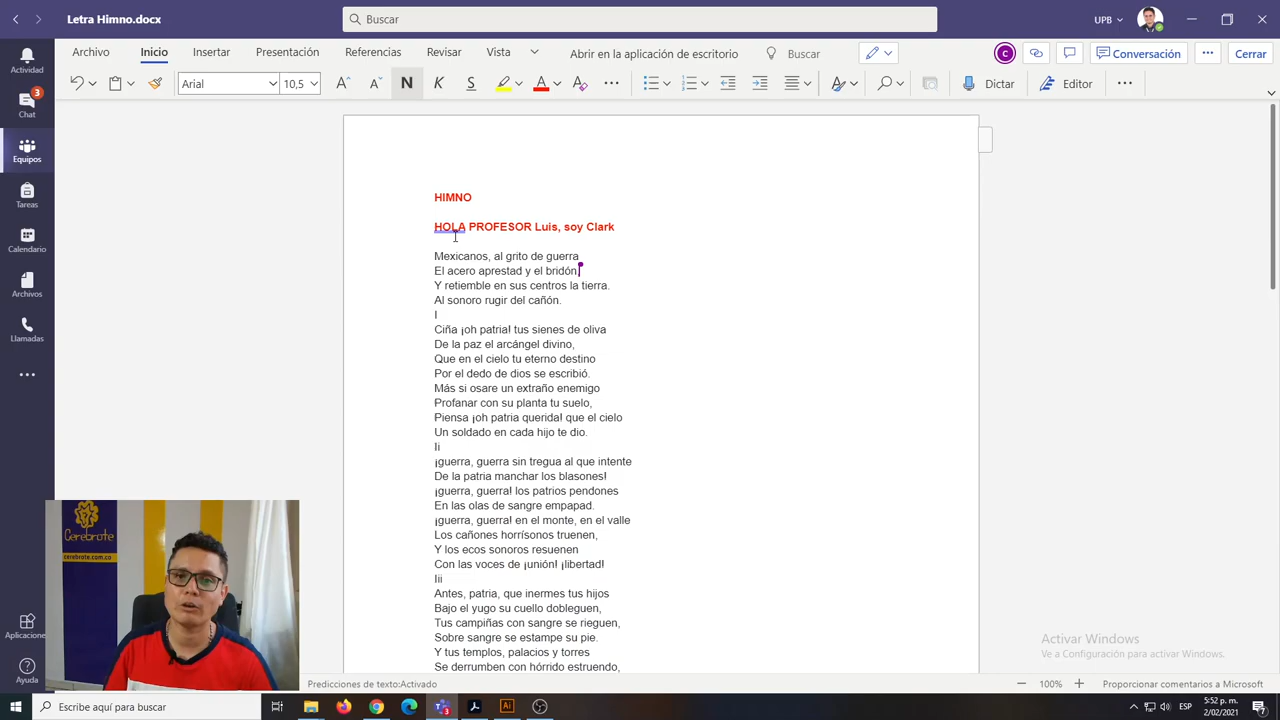 Letra Himno.docx
Buscar
UPB
Archivo Inicio Insertar Presentación Referencias Revisar Vista Abrir en la aplicación de escritorio Buscar C Conversación Cerrar
Arial 10,5 N K S A Dictar Editor
Actividad
3
Chat
Equipos
Tareas
Calendario
Archivos
Llamadas
Aplicaciones
Ayuda
HIMNO
HOLA PROFESOR Luis, soy Clark
Mexicanos, al grito de guerra
El acero aprestad y el bridón,
Y retiemble en sus centros la tierra.
Al sonoro rugir del cañón.
I
Ciña ¡oh patria! tus sienes de oliva
De la paz el arcángel divino,
Que en el cielo tu eterno destino
Por el dedo de dios se escribió.
Más si osare un extraño enemigo
Profanar con su planta tu suelo,
Piensa ¡oh patria querida! que el cielo
Un soldado en cada hijo te dio.
Ii
¡guerra, guerra sin tregua al que intente
De la patria manchar los blasones!
¡guerra, guerra! los patrios pendones
En las olas de sangre empapad.
¡guerra, guerra! en el monte, en el valle
Los cañones horrísonos truenen,
Y los ecos sonoros resuenen
Con las voces de ¡unión! ¡libertad!
Iii
Antes, patria, que inermes tus hijos
Bajo el yugo su cuello dobleguen,
Tus campiñas con sangre se rieguen,
Sobre sangre se estampe su pie.
Y tus templos, palacios y torres
Se derrumben con hórrido estruendo,
Cerebrote
cerebrote.com.co
Activar Windows
Ve a Configuración para activar Windows.
Predicciones de texto:Activado
100%
Proporcionar comentarios a Microsoft
Escribe aquí para buscar
3
Ai
ESP
5:52 p. m.
2/02/2021